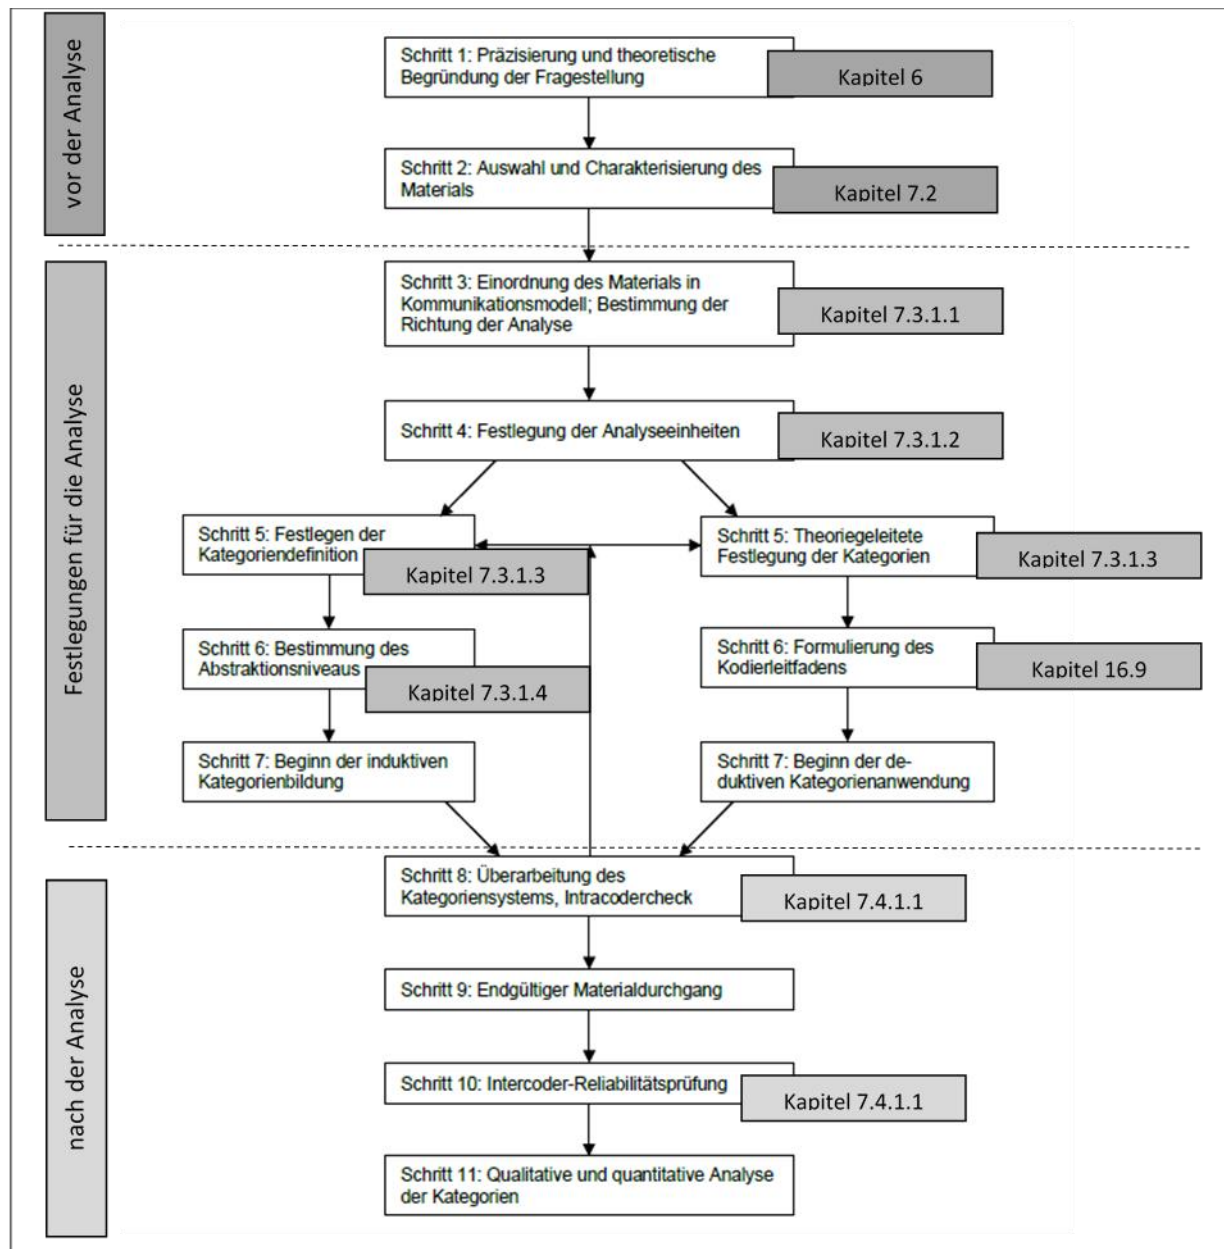 vor der Analyse
Schritt 1: Präzisierung und theoretische
Begründung der Fragestellung
Kapitel 6
Schritt 2: Auswahl und Charakterisierung des
Materials
Kapitel 7.2
Festlegungen für die Analyse
Schritt 3: Einordnung des Materials in
Kommunikationsmodell; Bestimmung der
Richtung der Analyse
Kapitel 7.3.1.1
Schritt 4: Festlegung der Analyseeinheiten
Kapitel 7.3.1.2
Schritt 5: Festlegen der
Kategoriendefinition
Kapitel 7.3.1.3
Schritt 5: Theoriegeleitete
Festlegung der Kategorien
Kapitel 7.3.1.3
Schritt 6: Bestimmung des
Abstraktionsniveaus
Kapitel 7.3.1.4
Schritt 6: Formulierung des
Kodierleitfadens
Kapitel 16.9
Schritt 7: Beginn der induktiven
Kategorienbildung
Schritt 7: Beginn der de-
duktiven Kategorienanwendung
nach der Analyse
Schritt 8: Überarbeitung des
Kategoriensystems, Intracodercheck
Kapitel 7.4.1.1
Schritt 9: Endgültiger Materialdurchgang
Schritt 10: Intercoder-Reliabilitätsprüfung
Kapitel 7.4.1.1
Schritt 11: Qualitative und quantitative Analyse
der Kategorien